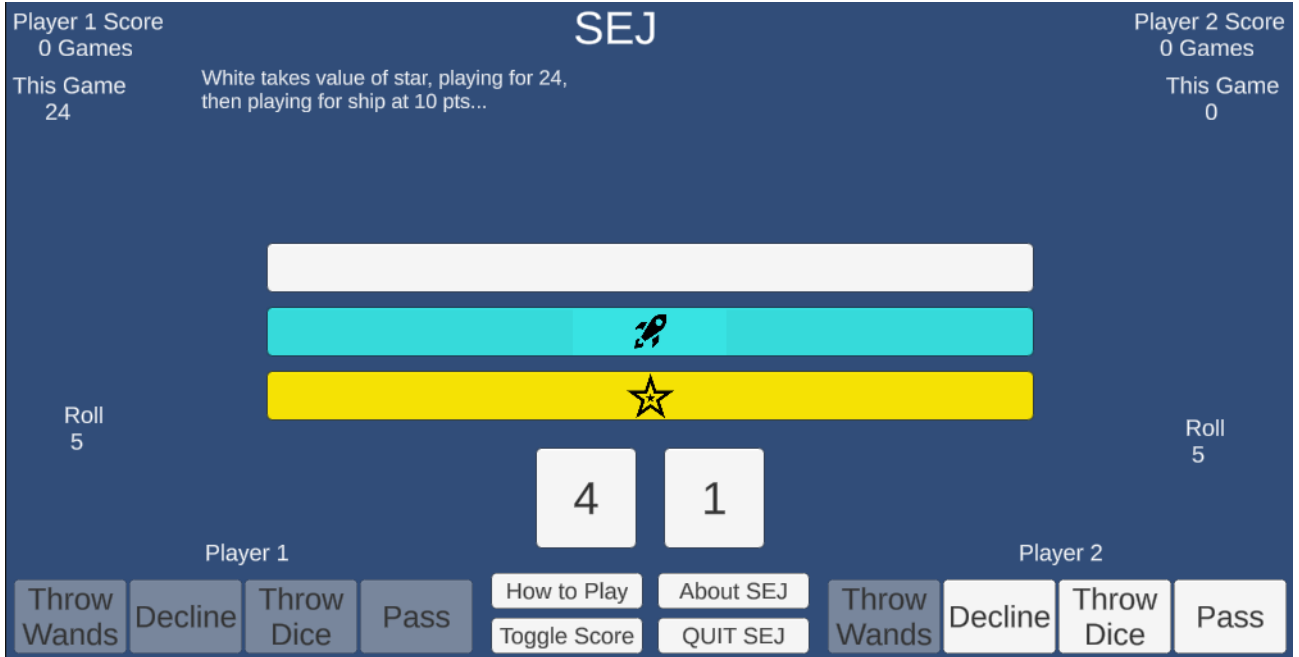 SEJ
Player 1 Score
0 Games
This Game
24
White takes value of star, playing for 24,
then playing for ship at 10 pts...
Player 2 Score
0 Games
This Game
0
Roll
5
Roll
5
4
1
Player 1
Throw
Wands
Decline
Throw
Dice
Pass
How to Play
About SEJ
Toggle Score
QUIT SEJ
Player 2
Throw
Wands
Decline
Throw
Dice
Pass